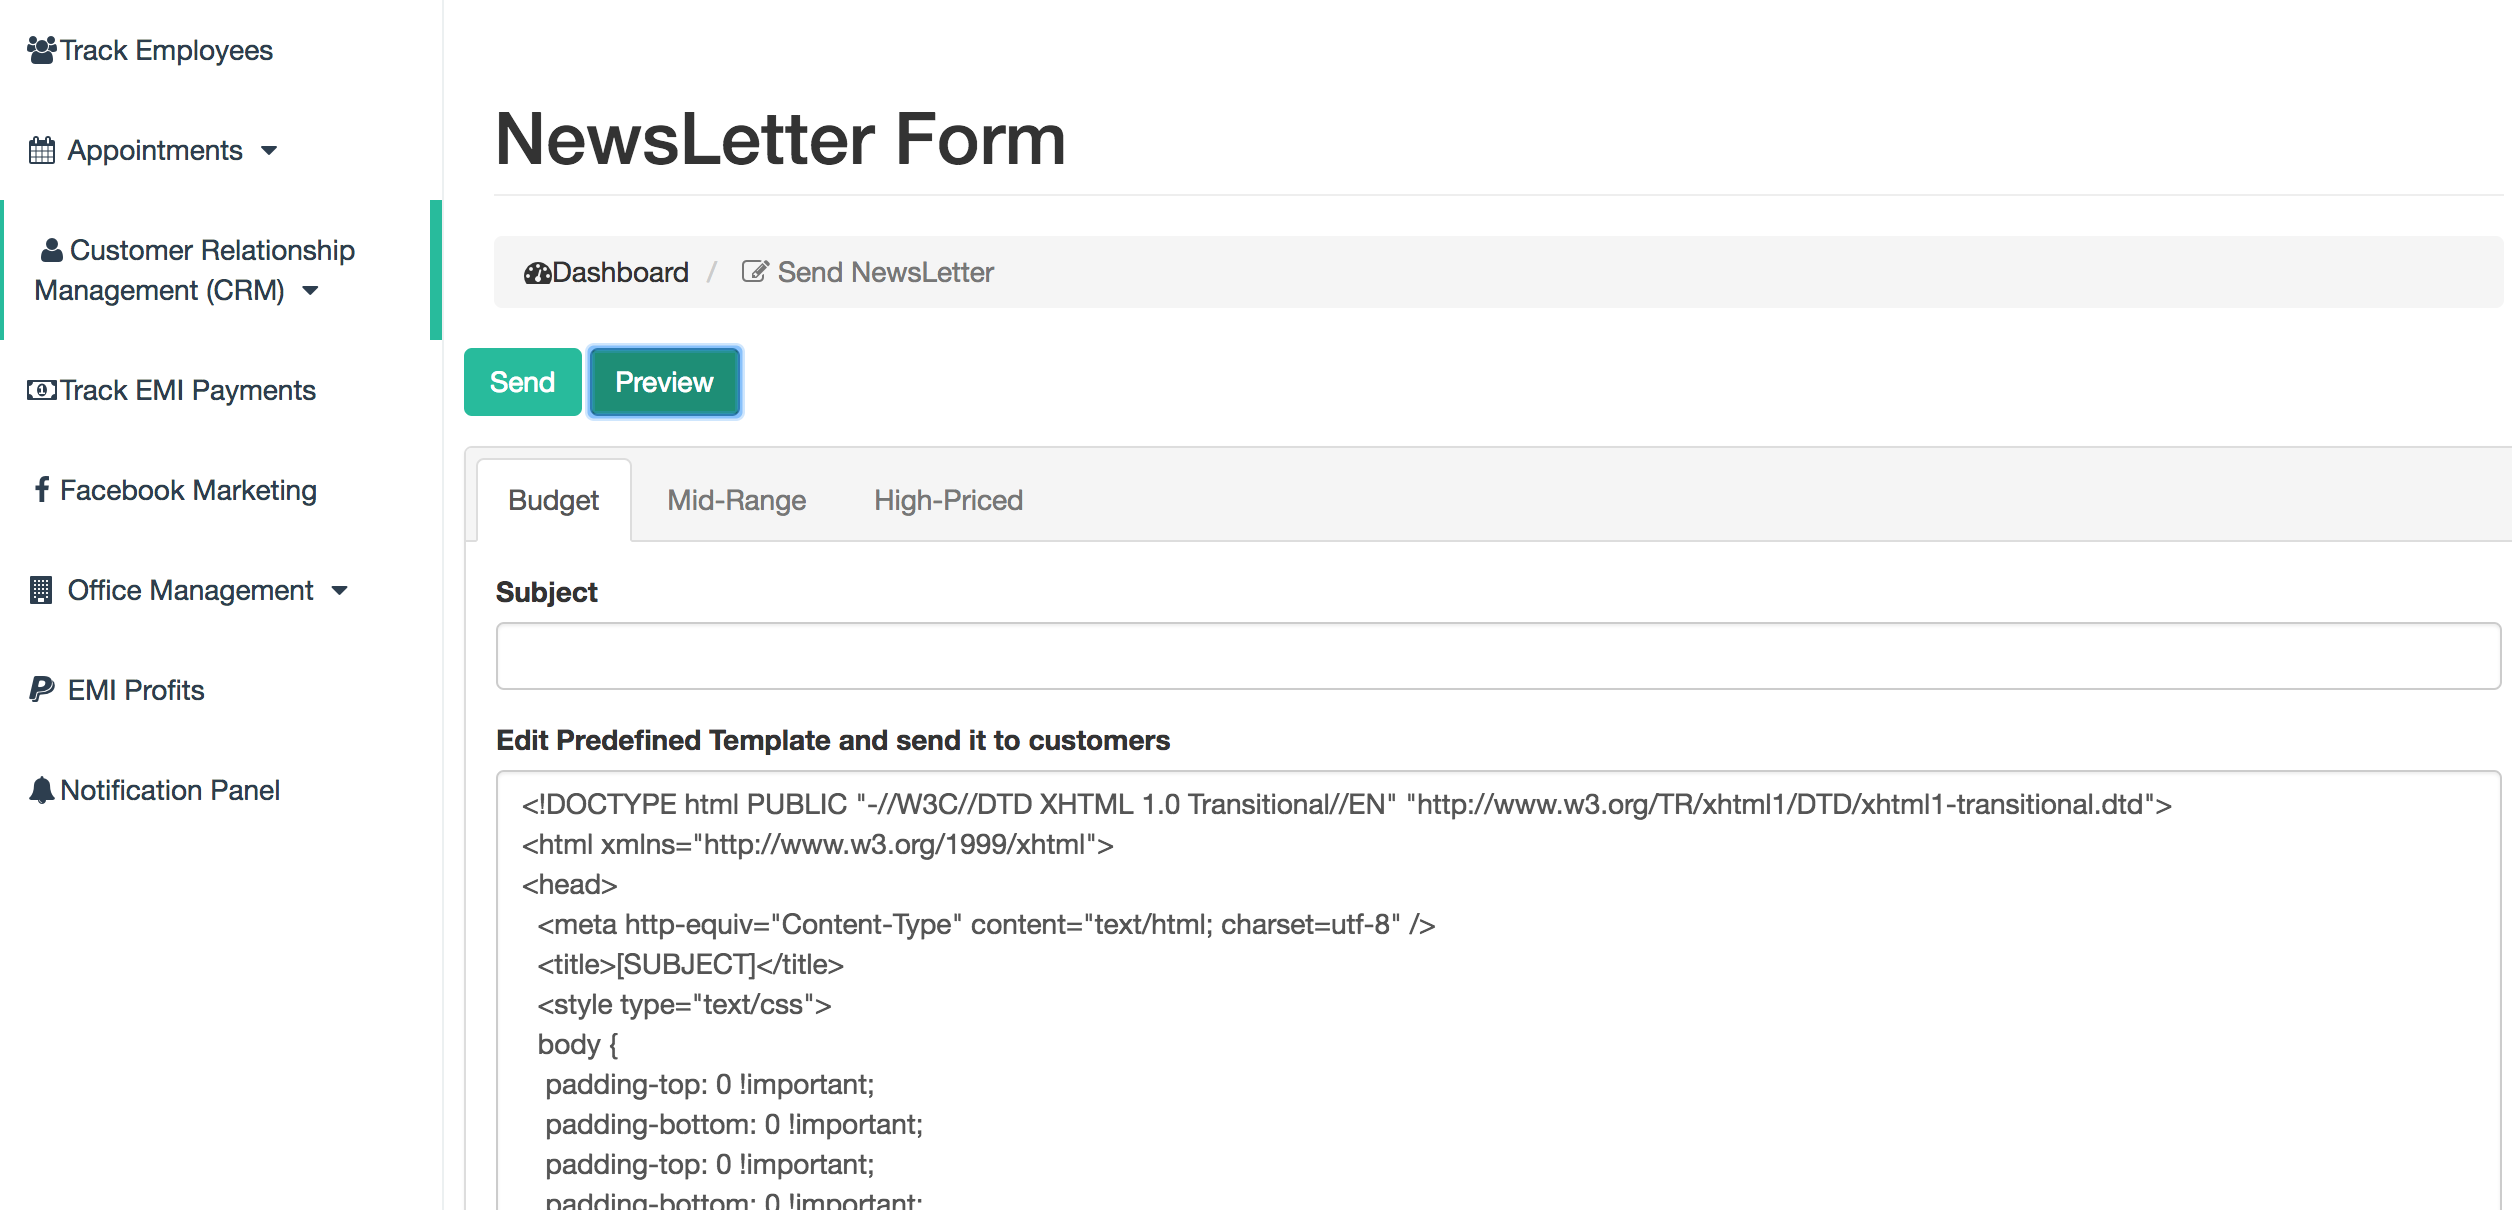 Track Employees
Appointments
Customer Relationship
Management (CRM)
Track EMI Payments
Facebook Marketing
Office Management
EMI Profits
Notification Panel
NewsLetter Form
Dashboard / Send NewsLetter
Send Preview
Budget Mid-Range High-Priced
Subject
Edit Predefined Template and send it to customers
<!DOCTYPE html PUBLIC "-//W3C//DTD XHTML 1.0 Transitional//EN" "http://www.w3.org/TR/xhtml1/DTD/xhtml1-transitional.dtd">
<html xmlns="http://www.w3.org/1999/xhtml">
<head>
<meta http-equiv="Content-Type" content="text/html; charset=utf-8" />
<title>[SUBJECT]</title>
<style type="text/css">
body {
padding-top: 0 !important;
padding-bottom: 0 !important;
padding-top: 0 !important;
padding-bottom: 0 !important;